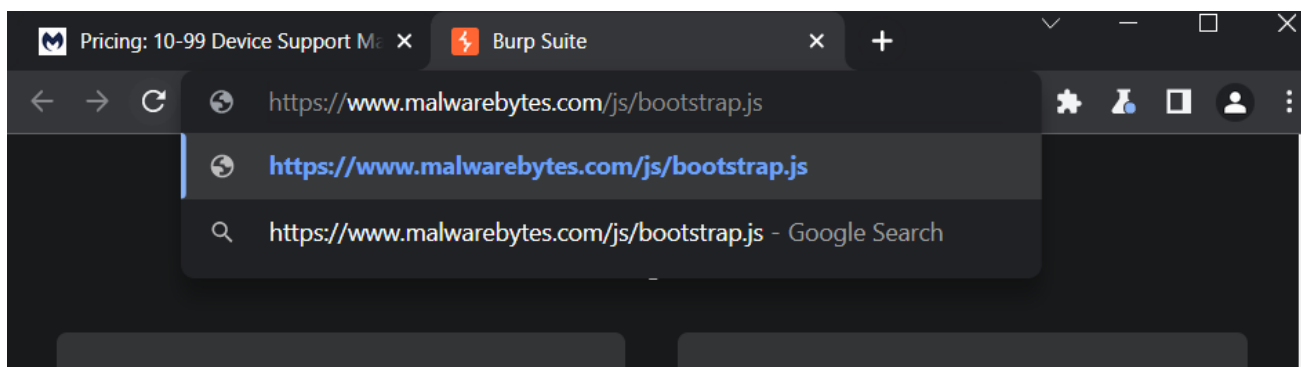 Pricing: 10-99 Device Support Ma
Burp Suite
https://www.malwarebytes.com/js/bootstrap.js
https://www.malwarebytes.com/js/bootstrap.js
https://www.malwarebytes.com/js/bootstrap.js - Google Search